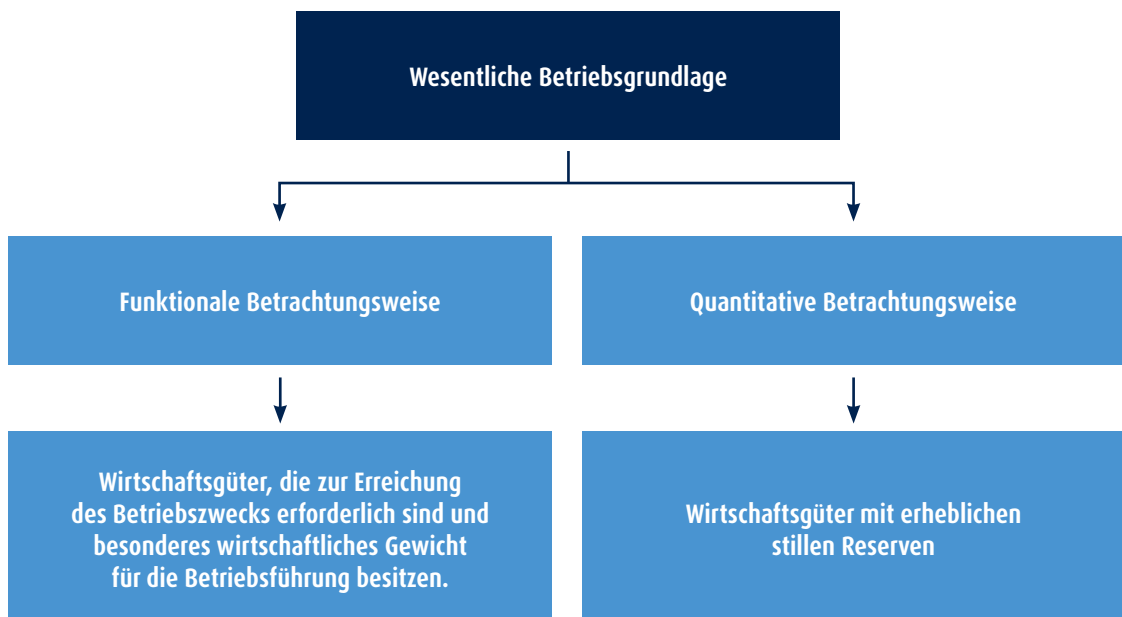 Wesentliche Betriebsgrundlage
Funktionale Betrachtungsweise
Quantitative Betrachtungsweise
Wirtschaftsgüter, die zur Erreichung
des Betriebszwecks erforderlich sind und
besonderes wirtschaftliches Gewicht
für die Betriebsführung besitzen.
Wirtschaftsgüter mit erheblichen
stillen Reserven